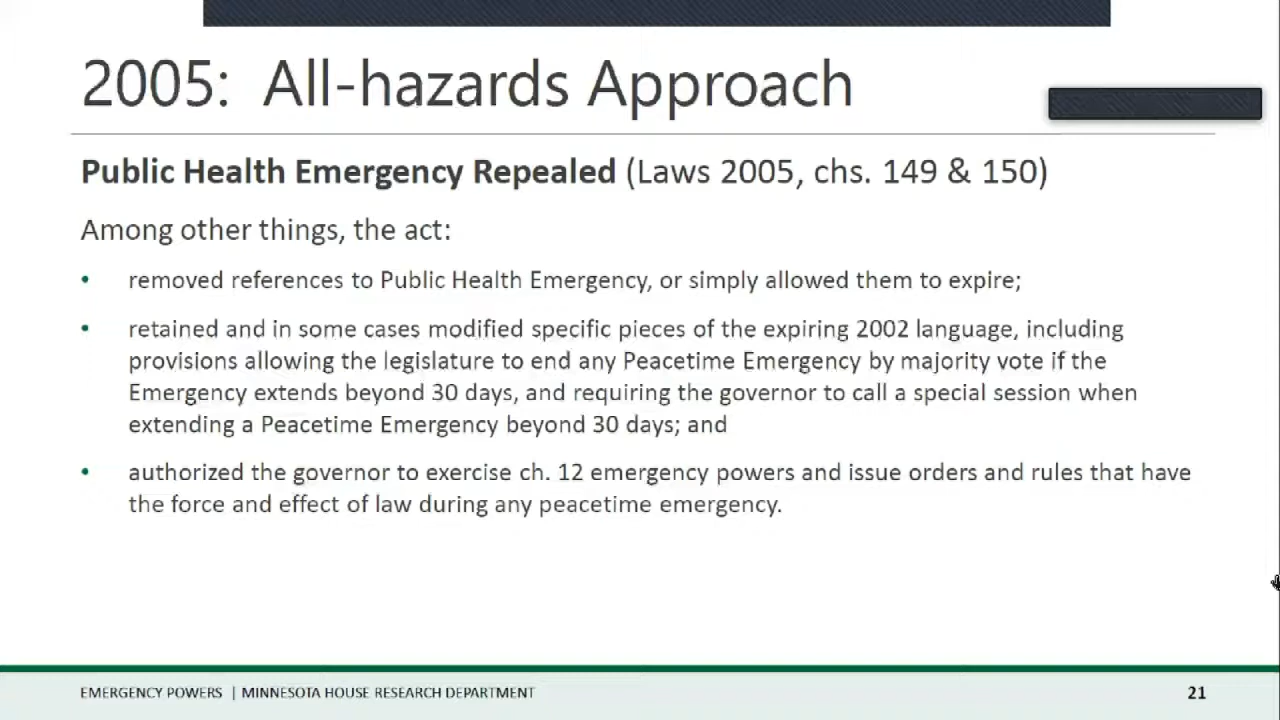 2005:  All-hazards Approach
Public Health Emergency Repealed (Laws 2005, chs. 149 & 150)
Among other things, the act:
• removed references to Public Health Emergency, or simply allowed them to expire;
• retained and in some cases modified specific pieces of the expiring 2002 language, including
provisions allowing the legislature to end any Peacetime Emergency by majority vote if the
Emergency extends beyond 30 days, and requiring the governor to call a special session when
extending a Peacetime Emergency beyond 30 days; and
• authorized the governor to exercise ch. 12 emergency powers and issue orders and rules that have
the force and effect of law during any peacetime emergency.
EMERGENCY POWERS | MINNESOTA HOUSE RESEARCH DEPARTMENT 21